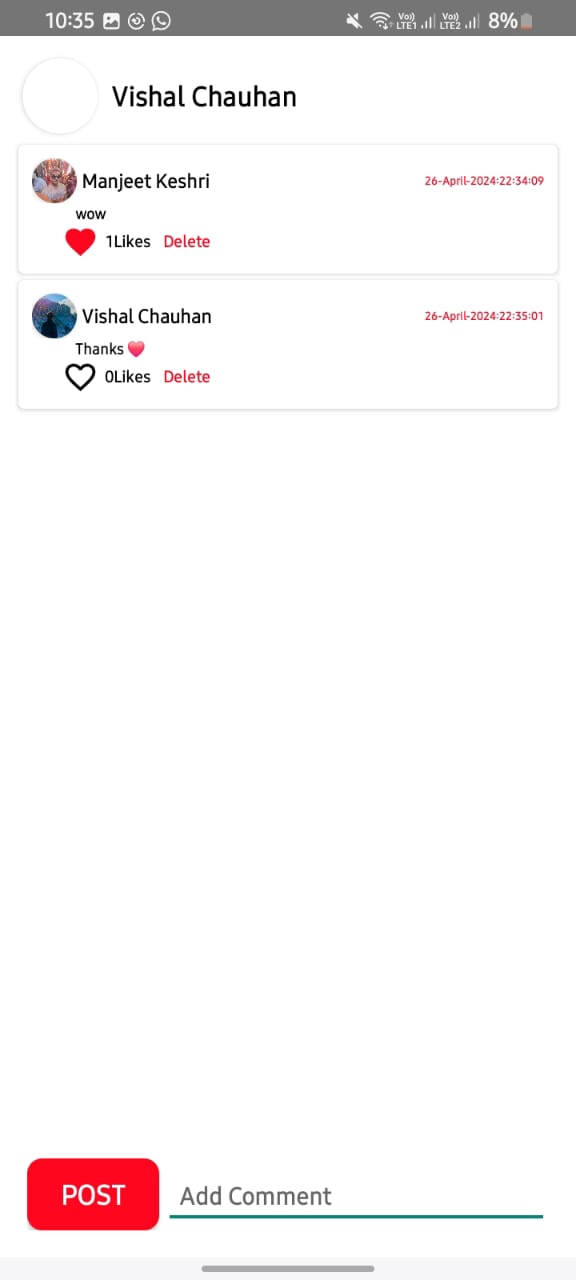 10:35 Vo) LTE1 Vo) LTE2 8%
Vishal Chauhan
Manjeet Keshri 26-April-2024:22:34:09
wow
1Likes Delete
Vishal Chauhan 26-April-2024:22:35:01
Thanks ❤️
0Likes Delete
POST Add Comment